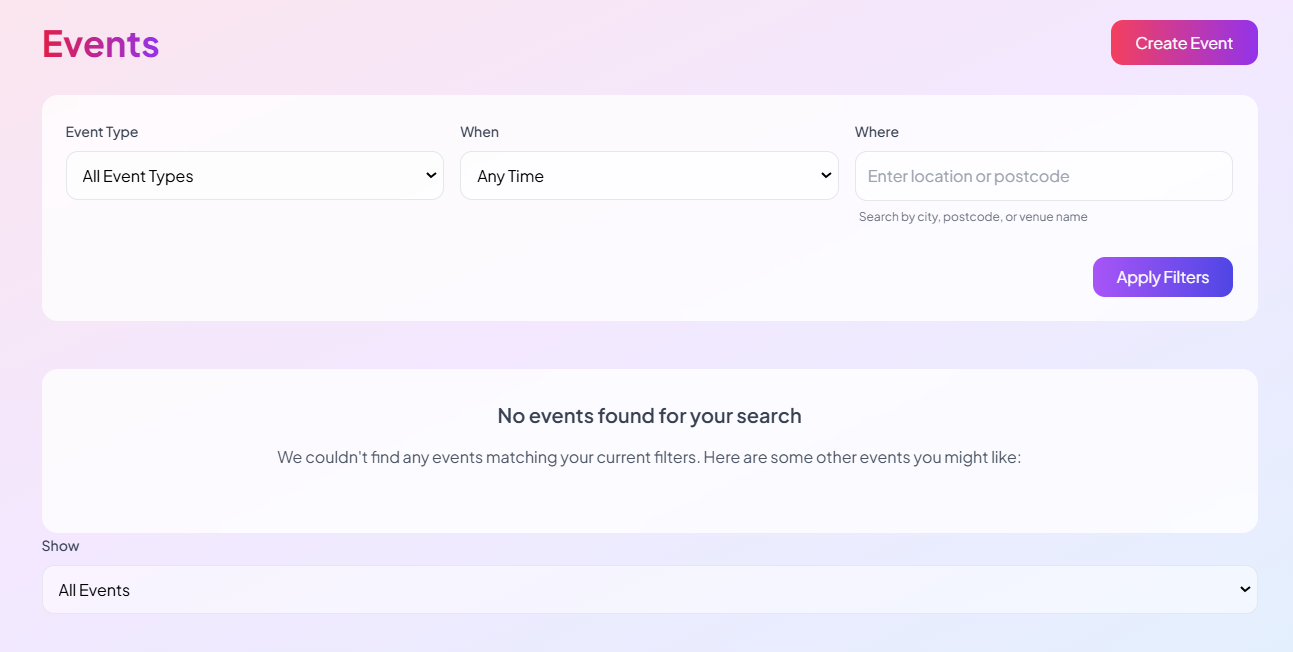 Events
Create Event
Event Type
When
Where
All Event Types
Any Time
Enter location or postcode
Search by city, postcode, or venue name
Apply Filters
No events found for your search
We couldn't find any events matching your current filters. Here are some other events you might like:
Show
All Events